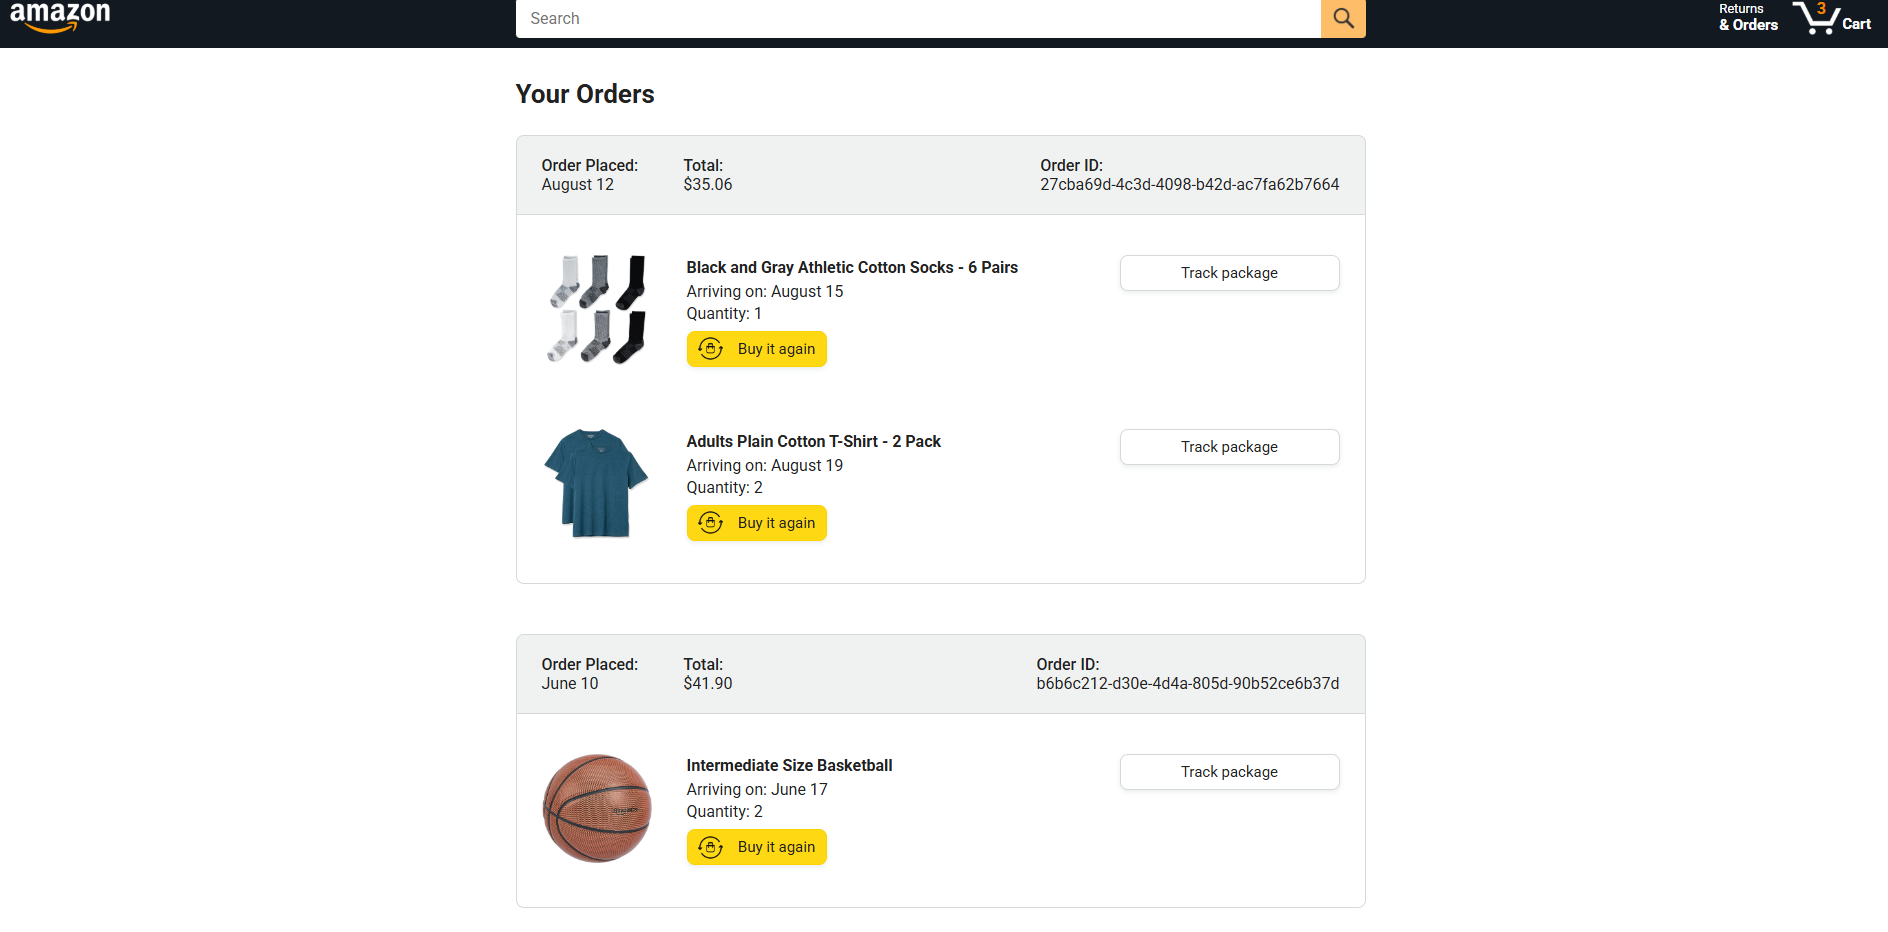 amazon
Search
Returns
& Orders
3
Cart
Your Orders
Order Placed:
August 12
Total:
$35.06
Order ID:
27cba69d-4c3d-4098-b42d-ac7fa62b7664
Black and Gray Athletic Cotton Socks - 6 Pairs
Arriving on: August 15
Quantity: 1
Buy it again
Track package
Adults Plain Cotton T-Shirt - 2 Pack
Arriving on: August 19
Quantity: 2
Buy it again
Track package
Order Placed:
June 10
Total:
$41.90
Order ID:
b6b6c212-d30e-4d4a-805d-90b52ce6b37d
Intermediate Size Basketball
Arriving on: June 17
Quantity: 2
Buy it again
Track package